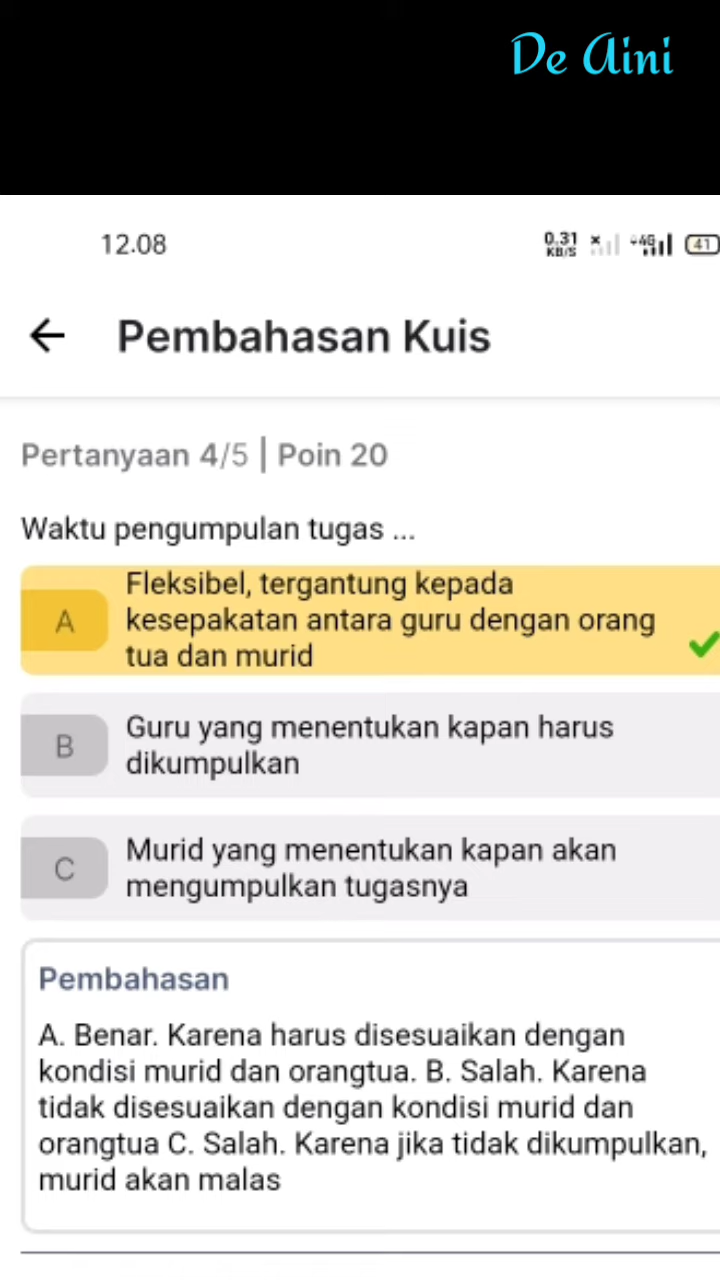 De Aini
12.08
0.31
KB/S
4G
41
Pembahasan Kuis
Pertanyaan 4/5 | Poin 20
Waktu pengumpulan tugas ...
A
Fleksibel, tergantung kepada
kesepakatan antara guru dengan orang
tua dan murid
B
Guru yang menentukan kapan harus
dikumpulkan
C
Murid yang menentukan kapan akan
mengumpulkan tugasnya
Pembahasan
A. Benar. Karena harus disesuaikan dengan
kondisi murid dan orangtua. B. Salah. Karena
tidak disesuaikan dengan kondisi murid dan
orangtua C. Salah. Karena jika tidak dikumpulkan,
murid akan malas